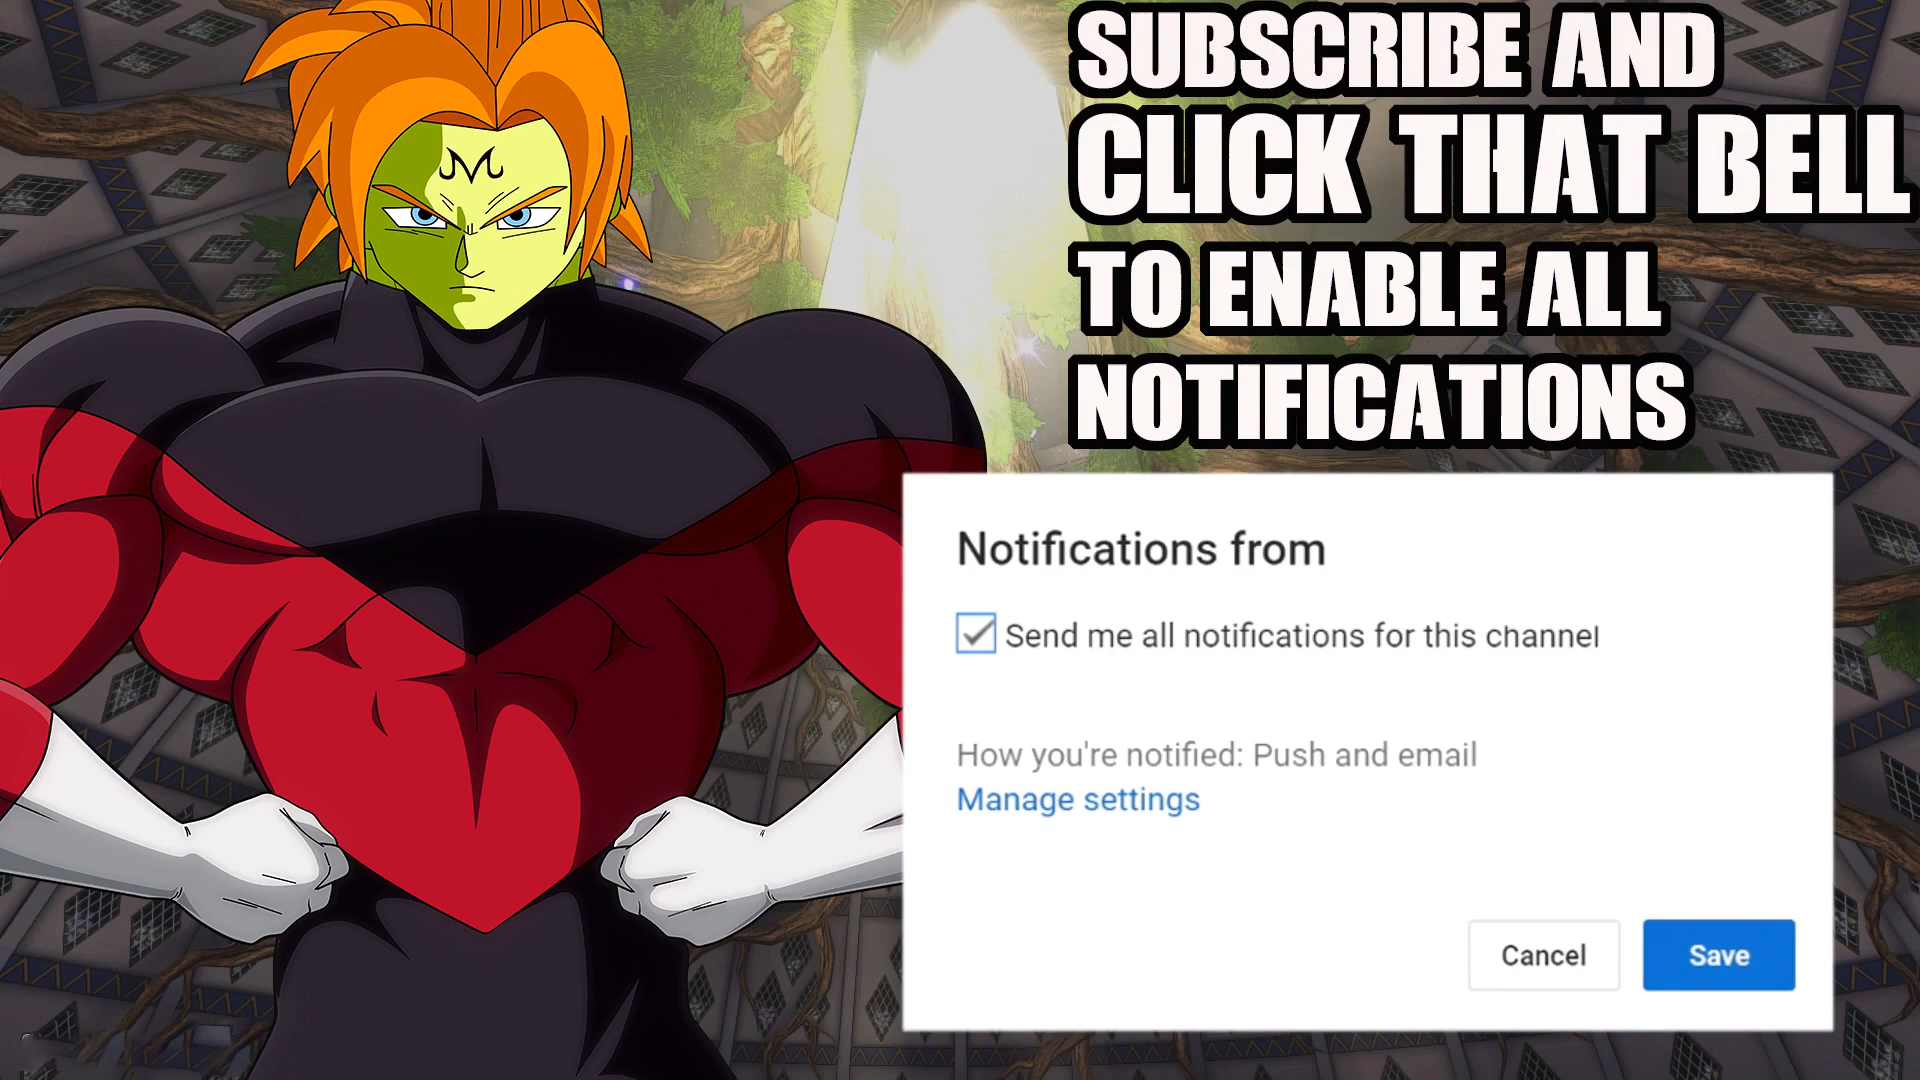 SUBSCRIBE AND
CLICK THAT BELL
TO ENABLE ALL
NOTIFICATIONS
Notifications from
Send me all notifications for this channel
How you're notified: Push and email
Manage settings
Cancel
Save